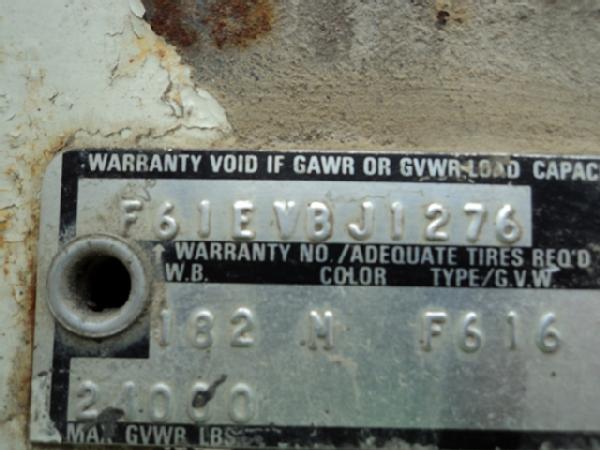 WARRANTY VOID IF GAWR OR GVWR LOAD CAPAC
F61EVBJ1276
WARRANTY NO./ADEQUATE TIRES REQ'D
W.B. COLOR TYPE/G.V.W
182 N F616
24000
MAX GVWR LBS